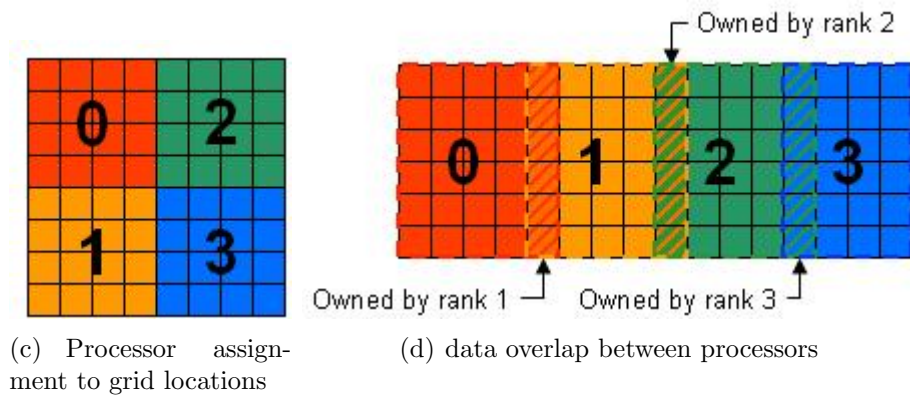 Owned by rank 2
0 2
1 3
0 1 2 3
Owned by rank 1 Owned by rank 3
(c) Processor assign-
ment to grid locations
(d) data overlap between processors